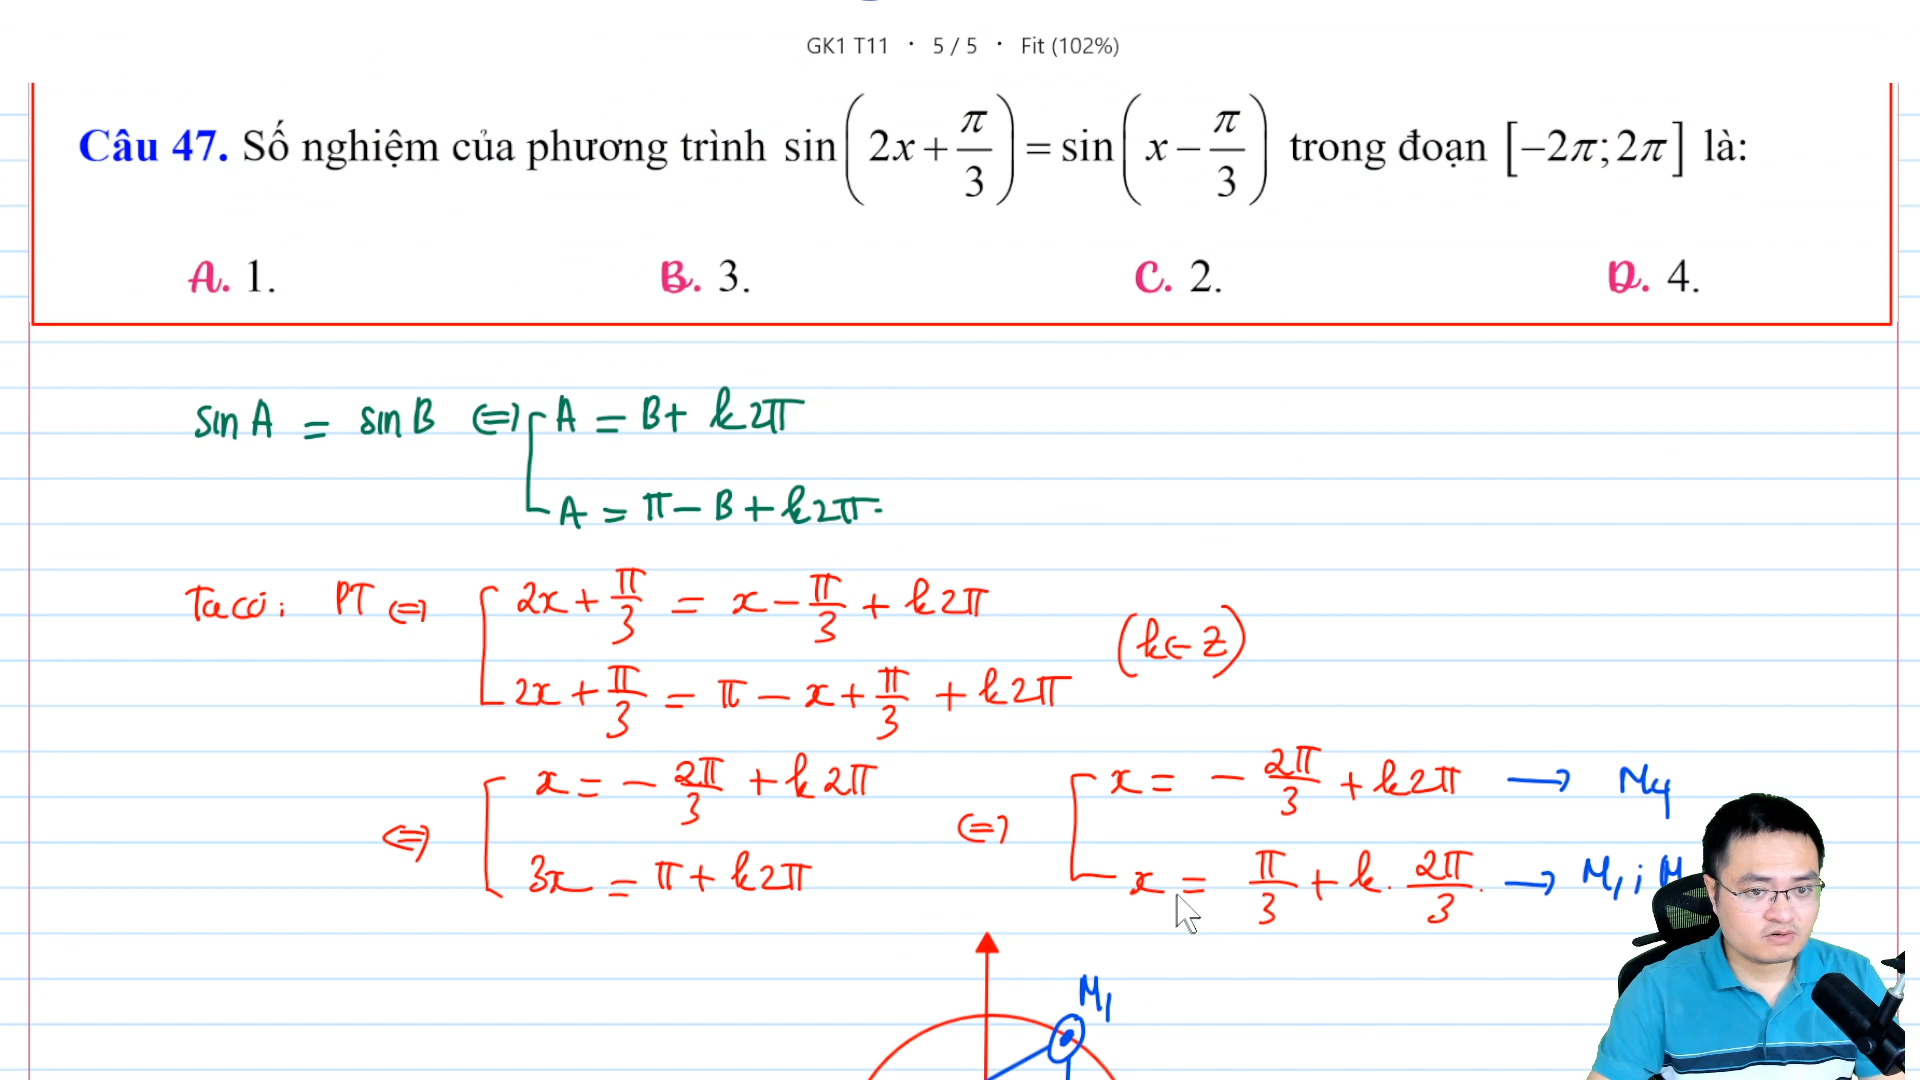 GK1 T11 · 5 / 5 · Fit (102%)
Câu 47. Số nghiệm của phương trình sin(2x + π/3) = sin(x − π/3) trong đoạn [−2π; 2π] là:
A. 1. B. 3. C. 2. D. 4.
sin A = sin B ⇔ [ A = B + k2π
A = π − B + k2π.
Ta có: PT ⇔ [ 2x + π/3 = x − π/3 + k2π
(k ∈ Z)
2x + π/3 = π − x + π/3 + k2π
⇔ [ x = − 2π/3 + k2π
3x = π + k2π
⇔ [ x = − 2π/3 + k2π → M4
x = π/3 + k. 2π/3. → M1; M
M1